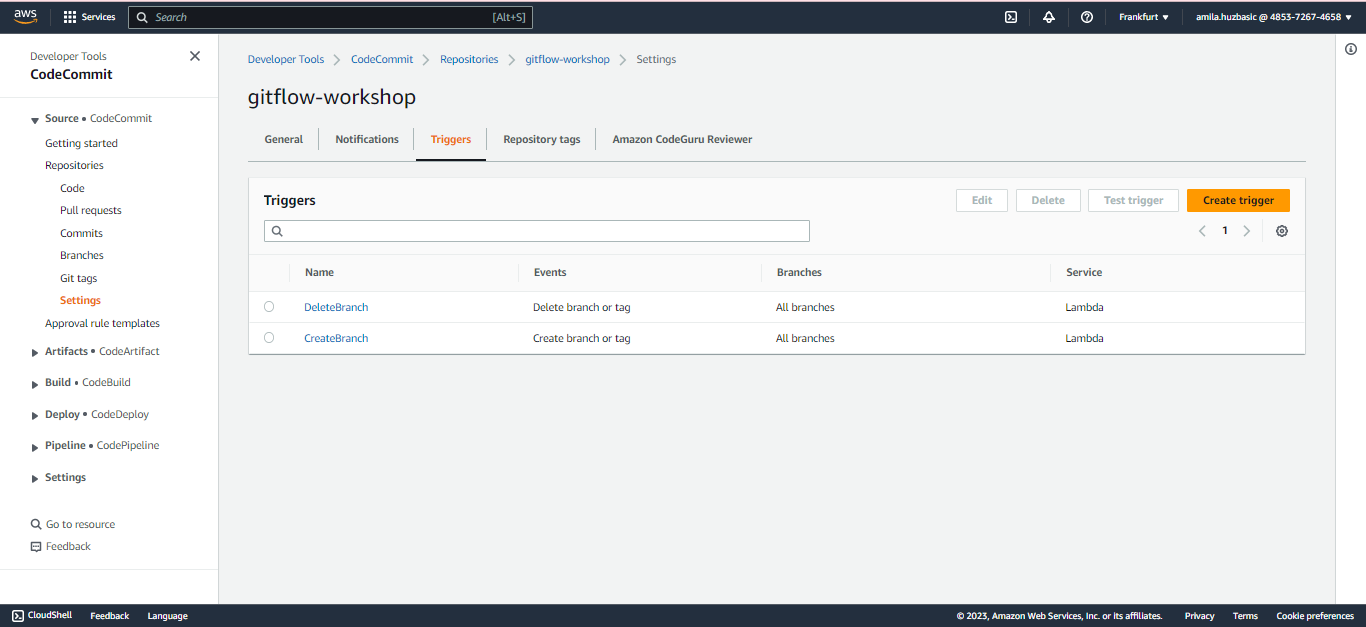 aws Services Search [Alt+S] Frankfurt ▼ amila.huzbasic @ 4853-7267-4658 ▼
Developer Tools
CodeCommit
Source • CodeCommit
Getting started
Repositories
Code
Pull requests
Commits
Branches
Git tags
Settings
Approval rule templates
Artifacts • CodeArtifact
Build • CodeBuild
Deploy • CodeDeploy
Pipeline • CodePipeline
Settings
Go to resource
Feedback
Developer Tools > CodeCommit > Repositories > gitflow-workshop > Settings
gitflow-workshop
General Notifications Triggers Repository tags Amazon CodeGuru Reviewer
Triggers Edit Delete Test trigger Create trigger
< 1 >
Name Events Branches Service
DeleteBranch Delete branch or tag All branches Lambda
CreateBranch Create branch or tag All branches Lambda
CloudShell Feedback Language © 2023, Amazon Web Services, Inc. or its affiliates. Privacy Terms Cookie preferences